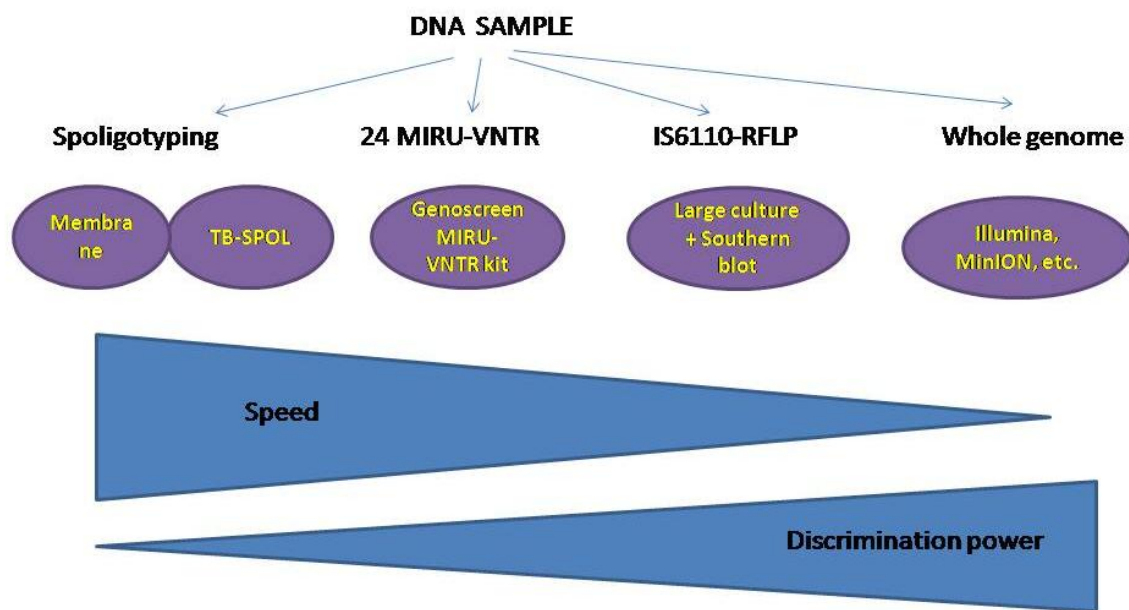 DNA SAMPLE
Spoligotyping
24 MIRU-VNTR
IS6110-RFLP
Whole genome
Membra
ne
TB-SPOL
Genoscreen
MIRU-
VNTR kit
Large culture
+ Southern
blot
Illumina,
MinION, etc.
Speed
Discrimination power